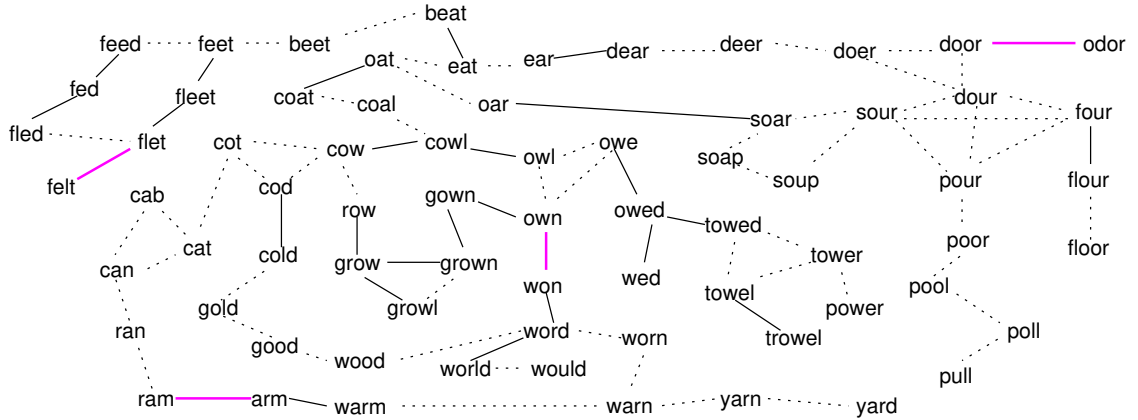 beat
feed feet beet dear deer doer door odor
oat eat ear
fed fleet coat coal oar dour
fled flet cot cow cowl owl owe soar sour four
felt cab cod gown soap soup pour flour
row own owed towed
can cat cold grow grown wed tower poor floor
won towel pool
gold growl power
ran good wood word worn trowel poll
world would pull
ram arm warm warn yarn yard